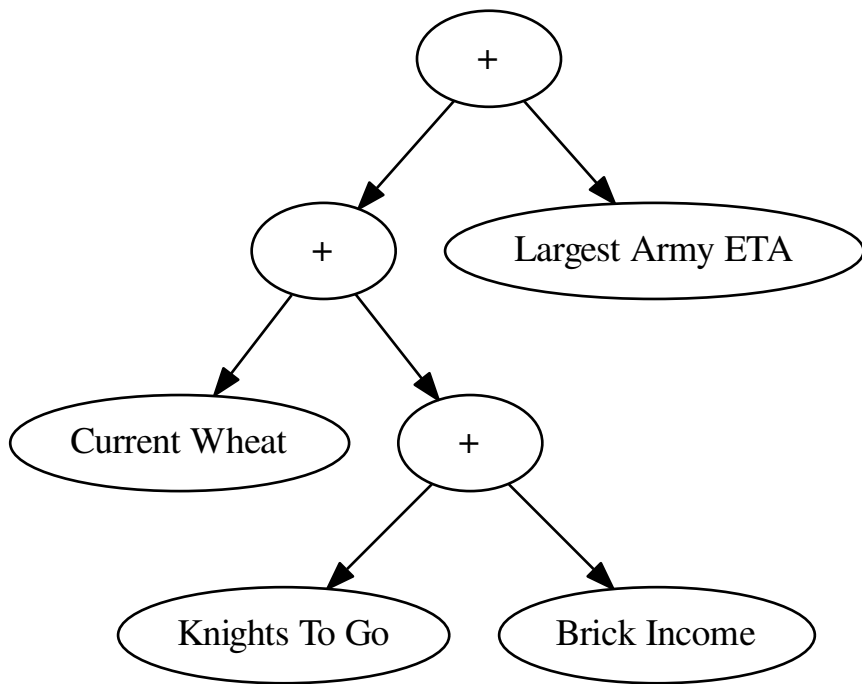 +
+
Largest Army ETA
Current Wheat
+
Knights To Go
Brick Income